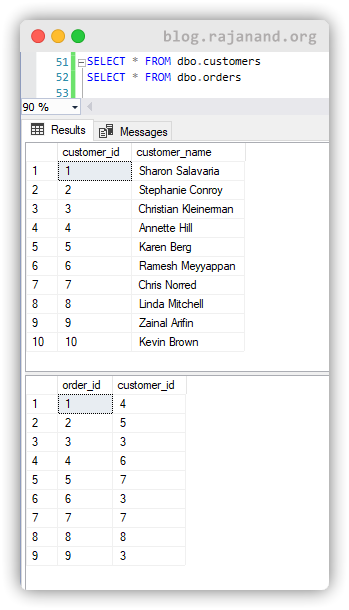 blog.rajanand.org
51 SELECT * FROM dbo.customers
52 SELECT * FROM dbo.orders
53
90 %
Results Messages
customer_id customer_name
1 1 Sharon Salavaria
2 2 Stephanie Conroy
3 3 Christian Kleinerman
4 4 Annette Hill
5 5 Karen Berg
6 6 Ramesh Meyyappan
7 7 Chris Norred
8 8 Linda Mitchell
9 9 Zainal Arifin
10 10 Kevin Brown
order_id customer_id
1 1 4
2 2 5
3 3 3
4 4 6
5 5 7
6 6 3
7 7 7
8 8 8
9 9 3